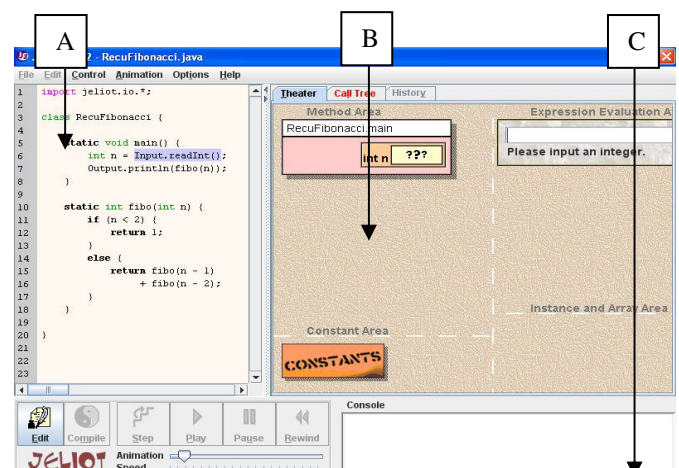 A
B
C
2 - RecuFibonacci.java
File Edit Control Animation Options Help
1 import jeliot.io.*;
2
3 class RecuFibonacci {
4
5 static void main() {
6 int n = Input.readInt();
7 Output.println(fibo(n));
8 }
9
10 static int fibo(int n) {
11 if (n < 2) {
12 return 1;
13 }
14 else {
15 return fibo(n - 1)
16 + fibo(n - 2);
17 }
18 }
19
20 }
21
22
23
Theater Call Tree History
Method Area
Expression Evaluation A
RecuFibonacci.main
int n ???
Please input an integer.
Instance and Array Area
Constant Area
CONSTANTS
Edit Compile Step Play Pause Rewind
JELIOT
Animation
Speed
Console